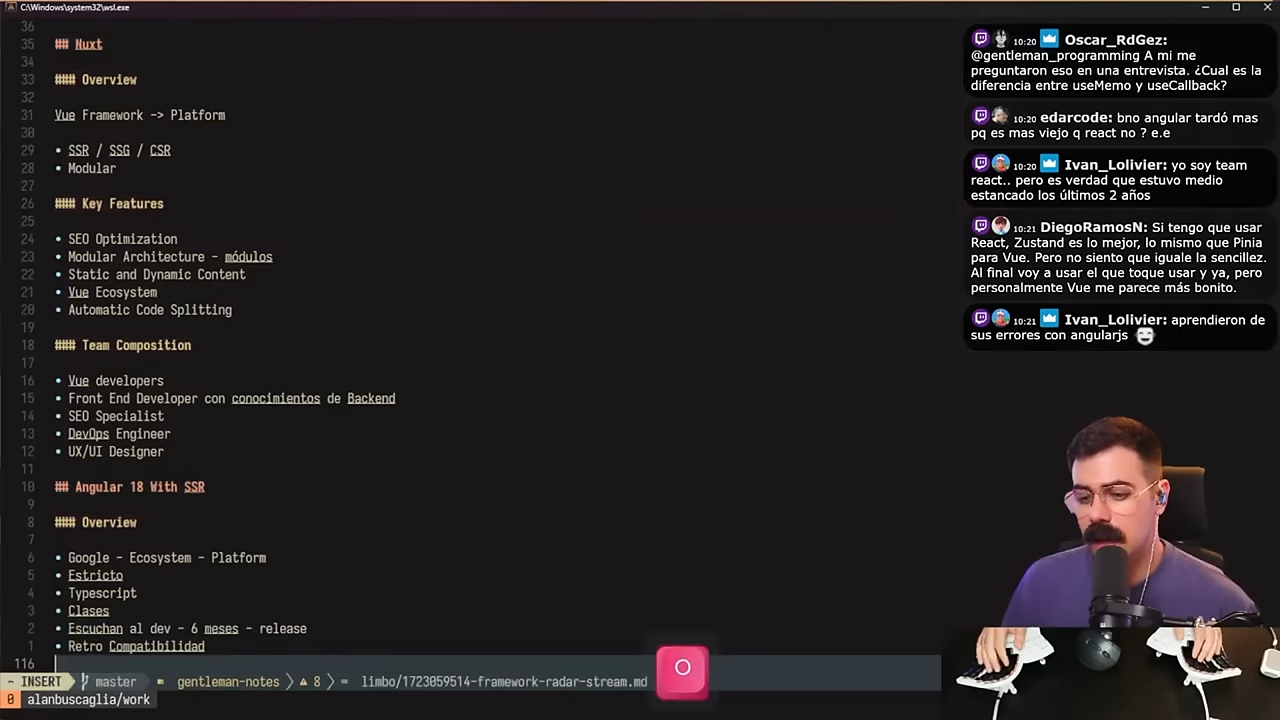 C:\Windows\system32\wsl.exe
36
35 ## Nuxt
34
33 #### Overview
32
31 Vue Framework -> Platform
30
29 • SSR / SSG / CSR
28 • Modular
27
26 #### Key Features
25
24 • SEO Optimization
23 • Modular Architecture - módulos
22 • Static and Dynamic Content
21 • Vue Ecosystem
20 • Automatic Code Splitting
19
18 #### Team Composition
17
16 • Vue developers
15 • Front End Developer con conocimientos de Backend
14 • SEO Specialist
13 • DevOps Engineer
12 • UX/UI Designer
11
10 ## Angular 18 With SSR
9
8 #### Overview
7
6 • Google - Ecosystem - Platform
5 • Estricto
4 • Typescript
3 • Clases
2 • Escuchan al dev - 6 meses - release
1 • Retro Compatibilidad
116
- INSERT master gentleman-notes 8 limbo/1723059514-framework-radar-stream.md
0 alanbuscaglia/work
O
10:20 Oscar_RdGez:
@gentleman_programming A mi me
preguntaron eso en una entrevista. ¿Cual es la
diferencia entre useMemo y useCallback?
10:20 edarcode: bno angular tardó mas
pq es mas viejo q react no ? e.e
10:20 Ivan_Lolivier: yo soy team
react.. pero es verdad que estuvo medio
estancado los últimos 2 años
10:21 DiegoRamosN: Si tengo que usar
React, Zustand es lo mejor, lo mismo que Pinia
para Vue. Pero no siento que iguale la sencillez.
Al final voy a usar el que toque usar y ya, pero
personalmente Vue me parece más bonito.
10:21 Ivan_Lolivier: aprendieron de
sus errores con angularjs